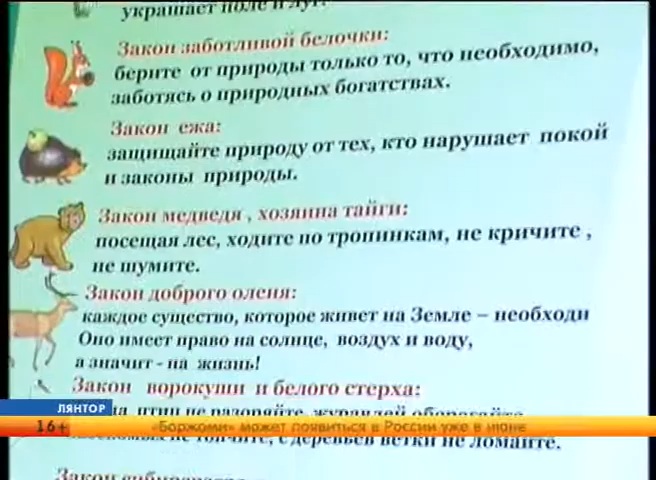 украшает поле и луг.
Закон заботливой белочки:
берите от природы только то, что необходимо,
заботясь о природных богатствах.
Закон ежа:
защищайте природу от тех, кто нарушает покой
и законы природы.
Закон медведя , хозяина тайги:
посещая лес, ходите по тропинкам, не кричите ,
не шумите.
Закон доброго оленя:
каждое существо, которое живет на Земле – необходи
Оно имеет право на солнце, воздух и воду,
а значит - на жизнь!
Закон ворокуши и белого стерха:
птиц не разоряйте, журавлей оберегайте
ЛЯНТОР
16+ «Боржоми» может появиться в России уже в июне
не топчите, с деревьев ветки не ломайте.
Закон